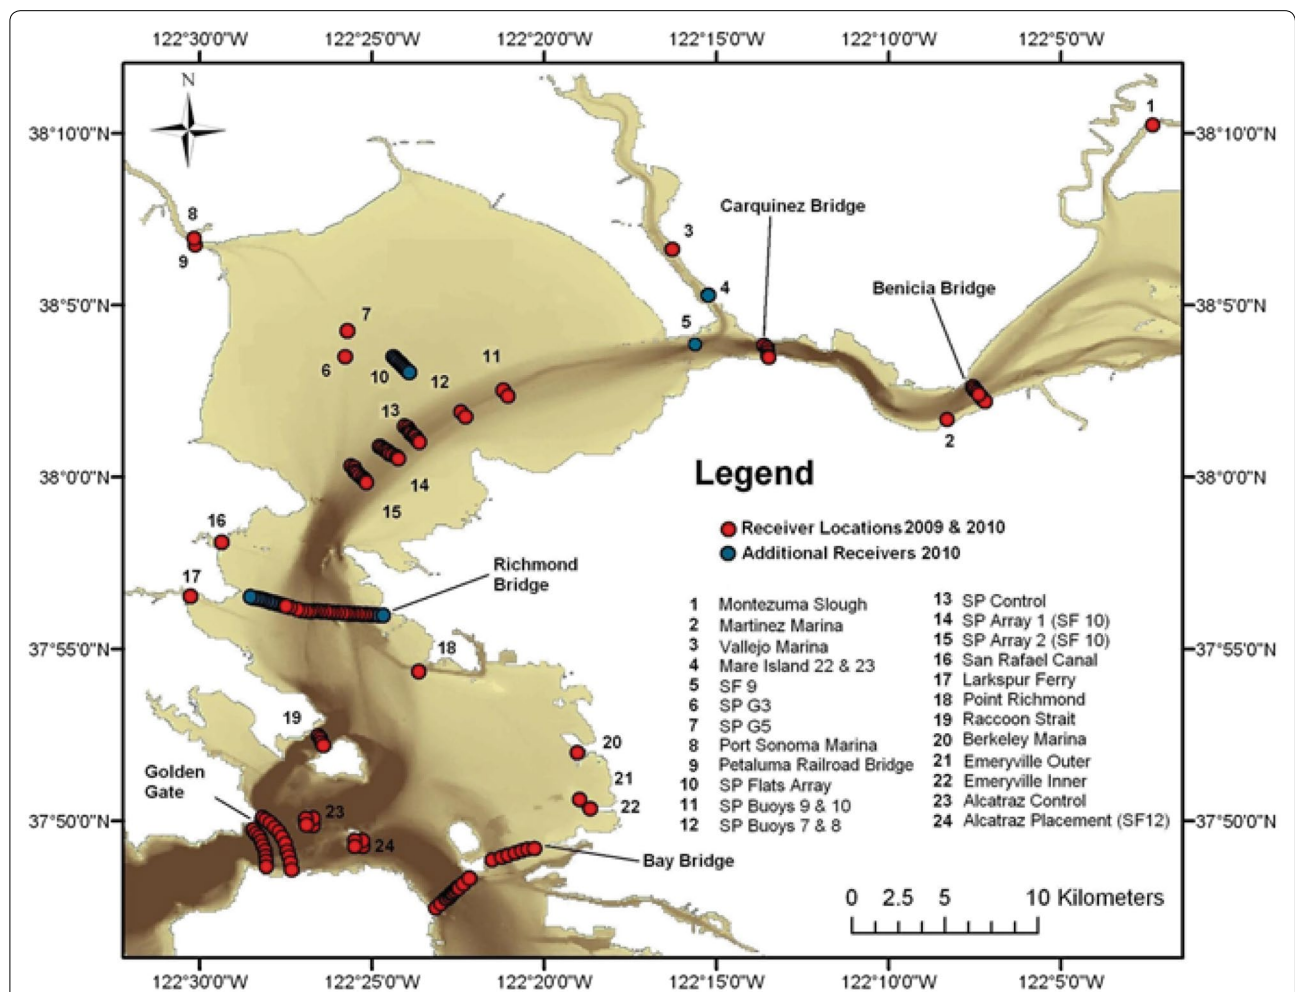 122°30'0"W 122°25'0"W 122°20'0"W 122°15'0"W 122°10'0"W 122°5'0"W
N
38°10'0"N
1
38°10'0"N
Carquinez Bridge
8
3
9
Benicia Bridge
4
38°5'0"N
38°5'0"N
7
5
6
11
10
12
13
2
14
38°0'0"N
38°0'0"N
15
16
17
Richmond
Bridge
18
37°55'0"N
37°55'0"N
19
20
21
22
Golden
Gate
23
24
37°50'0"N
37°50'0"N
Bay Bridge
Legend
Receiver Locations 2009 & 2010
Additional Receivers 2010
1 Montezuma Slough
2 Martinez Marina
3 Vallejo Marina
4 Mare Island 22 & 23
5 SF 9
6 SP G3
7 SP G5
8 Port Sonoma Marina
9 Petaluma Railroad Bridge
10 SP Flats Array
11 SP Buoys 9 & 10
12 SP Buoys 7 & 8
13 SP Control
14 SP Array 1 (SF 10)
15 SP Array 2 (SF 10)
16 San Rafael Canal
17 Larkspur Ferry
18 Point Richmond
19 Raccoon Strait
20 Berkeley Marina
21 Emeryville Outer
22 Emeryville Inner
23 Alcatraz Control
24 Alcatraz Placement (SF12)
0 2.5 5 10 Kilometers
122°30'0"W 122°25'0"W 122°20'0"W 122°15'0"W 122°10'0"W 122°5'0"W